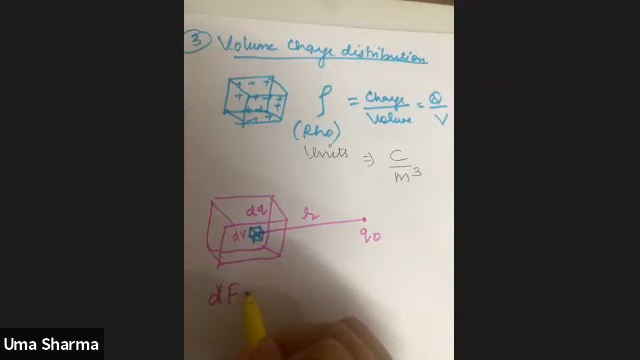 ③ Volume charge distribution
+ + +
+ + +
+ +
- +
ρ = Charge / Volume = Q / V
(Rho)
Units ⇒ C / m³
dq
dV
r
q0
dF
Uma Sharma